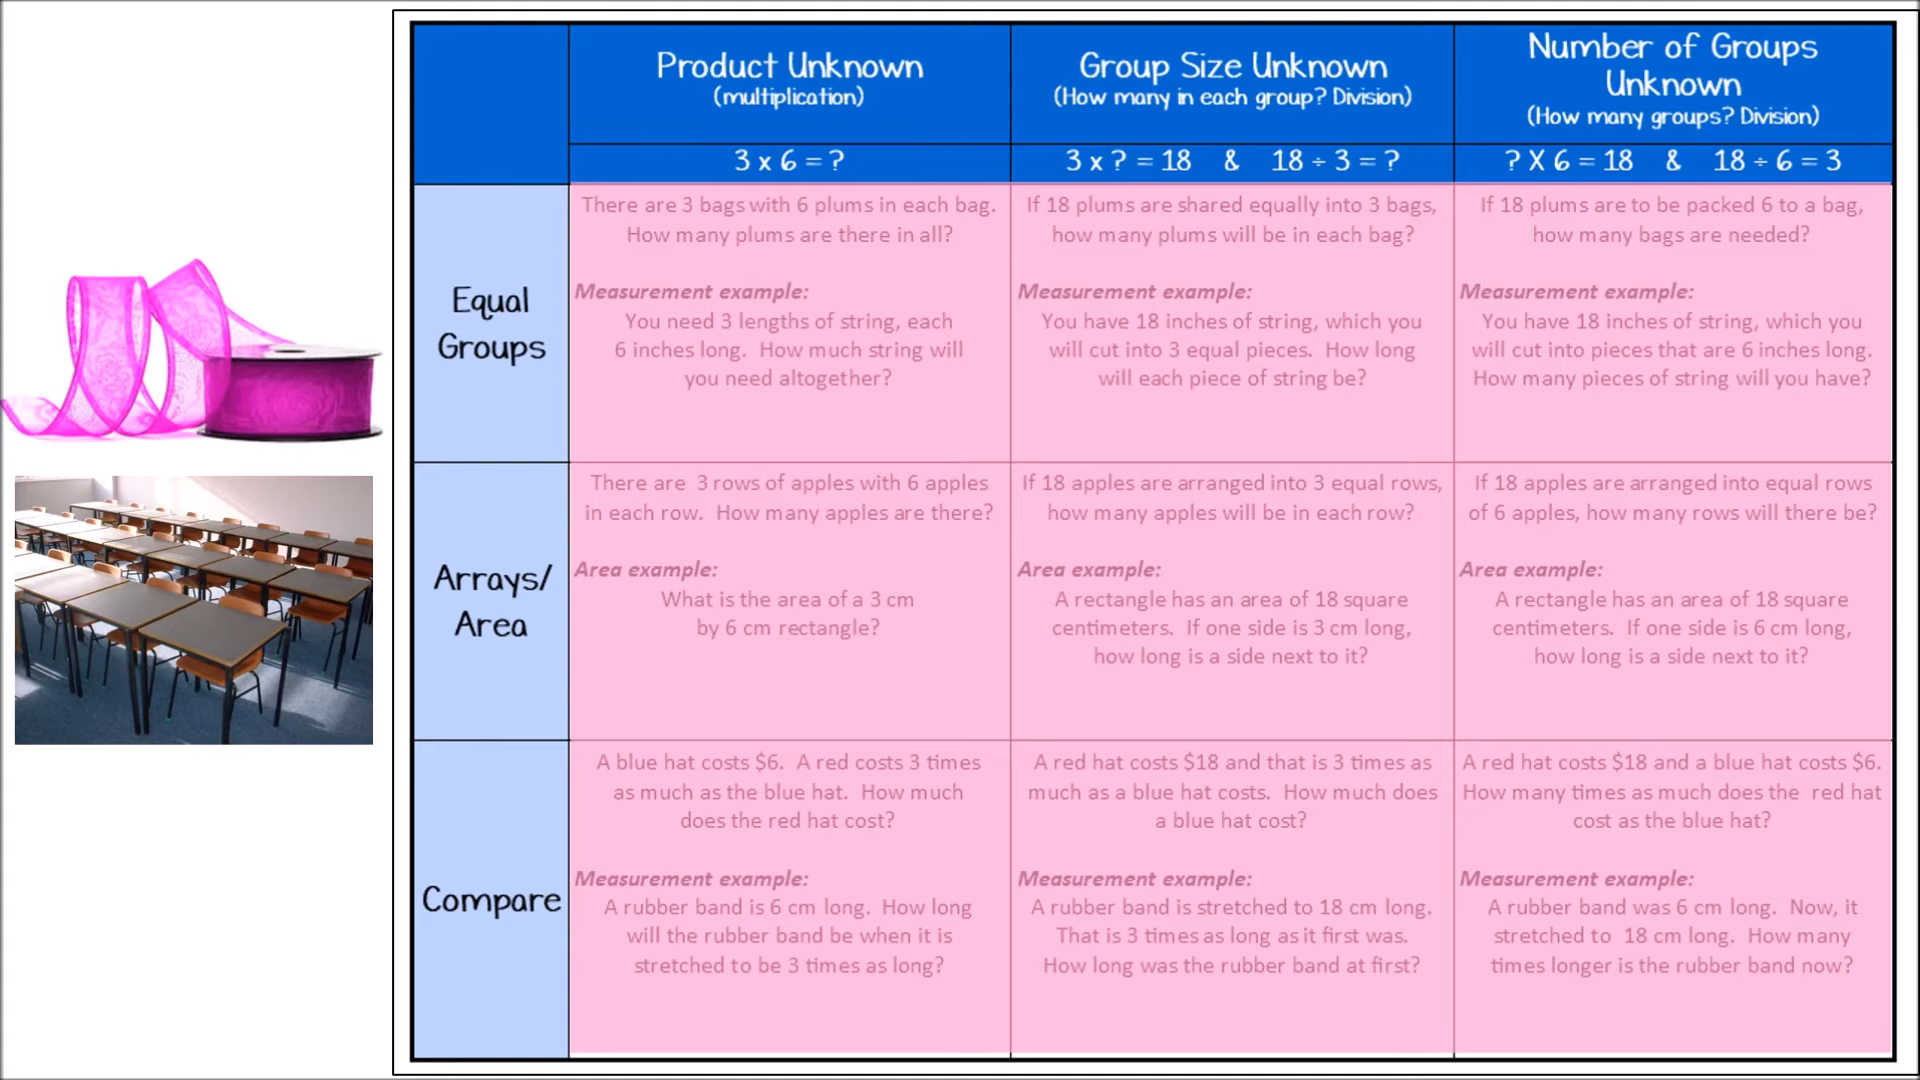 Product Unknown
(multiplication)
Group Size Unknown
(How many in each group? Division)
Number of Groups
Unknown
(How many groups? Division)
3 x 6 = ?
3 x ? = 18 & 18 ÷ 3 = ?
? X 6 = 18 & 18 ÷ 6 = 3
Equal
Groups
There are 3 bags with 6 plums in each bag.
How many plums are there in all?
Measurement example:
You need 3 lengths of string, each
6 inches long. How much string will
you need altogether?
If 18 plums are shared equally into 3 bags,
how many plums will be in each bag?
Measurement example:
You have 18 inches of string, which you
will cut into 3 equal pieces. How long
will each piece of string be?
If 18 plums are to be packed 6 to a bag,
how many bags are needed?
Measurement example:
You have 18 inches of string, which you
will cut into pieces that are 6 inches long.
How many pieces of string will you have?
Arrays/
Area
There are 3 rows of apples with 6 apples
in each row. How many apples are there?
Area example:
What is the area of a 3 cm
by 6 cm rectangle?
If 18 apples are arranged into 3 equal rows,
how many apples will be in each row?
Area example:
A rectangle has an area of 18 square
centimeters. If one side is 3 cm long,
how long is a side next to it?
If 18 apples are arranged into equal rows
of 6 apples, how many rows will there be?
Area example:
A rectangle has an area of 18 square
centimeters. If one side is 6 cm long,
how long is a side next to it?
Compare
A blue hat costs $6. A red costs 3 times
as much as the blue hat. How much
does the red hat cost?
Measurement example:
A rubber band is 6 cm long. How long
will the rubber band be when it is
stretched to be 3 times as long?
A red hat costs $18 and that is 3 times as
much as a blue hat costs. How much does
a blue hat cost?
Measurement example:
A rubber band is stretched to 18 cm long.
That is 3 times as long as it first was.
How long was the rubber band at first?
A red hat costs $18 and a blue hat costs $6.
How many times as much does the red hat
cost as the blue hat?
Measurement example:
A rubber band was 6 cm long. Now, it
stretched to 18 cm long. How many
times longer is the rubber band now?